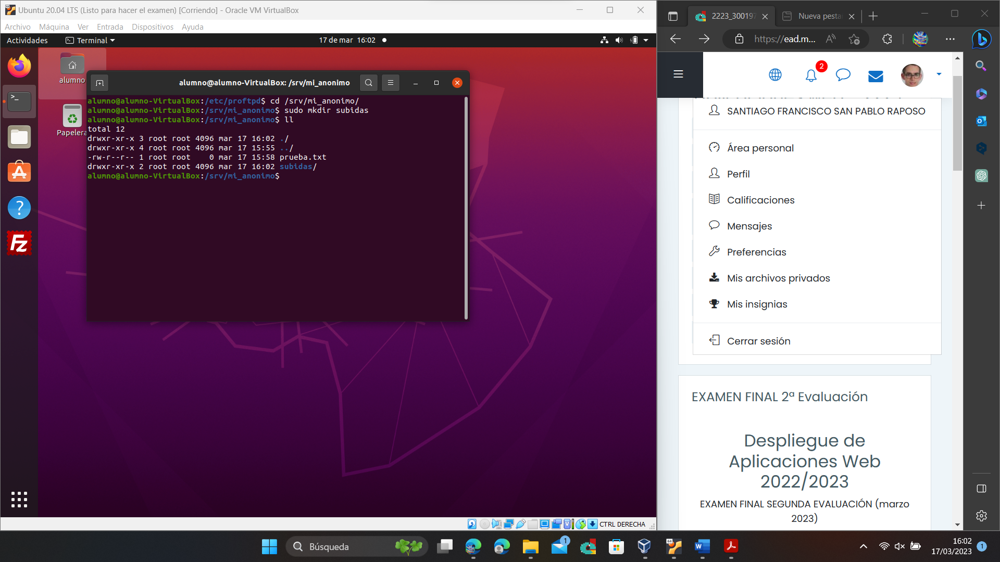 Ubuntu 20.04 LTS (Listo para hacer el examen) [Corriendo] - Oracle VM VirtualBox
Archivo Máquina Ver Entrada Dispositivos Ayuda
Actividades Terminal 17 de mar 16:02
alumno
Papelera
alumno@alumno-VirtualBox: /srv/mi_anonimo
alumno@alumno-VirtualBox:/etc/proftpd$ cd /srv/mi_anonimo/
alumno@alumno-VirtualBox:/srv/mi_anonimo$ sudo mkdir subidas
alumno@alumno-VirtualBox:/srv/mi_anonimo$ ll
total 12
drwxr-xr-x 3 root root 4096 mar 17 16:02 ./
drwxr-xr-x 4 root root 4096 mar 17 15:55 ../
-rw-r--r-- 1 root root    0 mar 17 15:58 prueba.txt
drwxr-xr-x 2 root root 4096 mar 17 16:02 subidas/
alumno@alumno-VirtualBox:/srv/mi_anonimo$
CTRL DERECHA
2223_300197 Nueva pesta
https://ead.m...
2
SANTIAGO FRANCISCO SAN PABLO RAPOSO
Área personal
Perfil
Calificaciones
Mensajes
Preferencias
Mis archivos privados
Mis insignias
Cerrar sesión
EXAMEN FINAL 2ª Evaluación
Despliegue de
Aplicaciones Web
2022/2023
EXAMEN FINAL SEGUNDA EVALUACIÓN (marzo
2023)
Búsqueda
1
16:02
17/03/2023
1